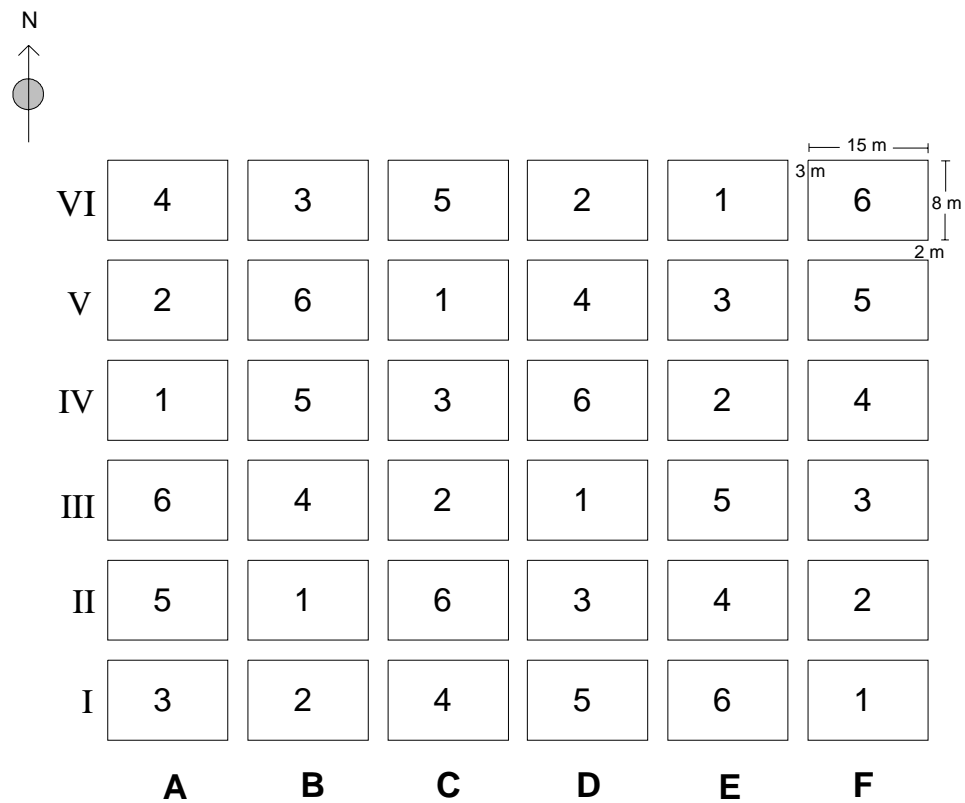 N
15 m
3 m
VI 4 3 5 2 1 6 8 m
2 m
V 2 6 1 4 3 5
IV 1 5 3 6 2 4
III 6 4 2 1 5 3
II 5 1 6 3 4 2
I 3 2 4 5 6 1
A B C D E F